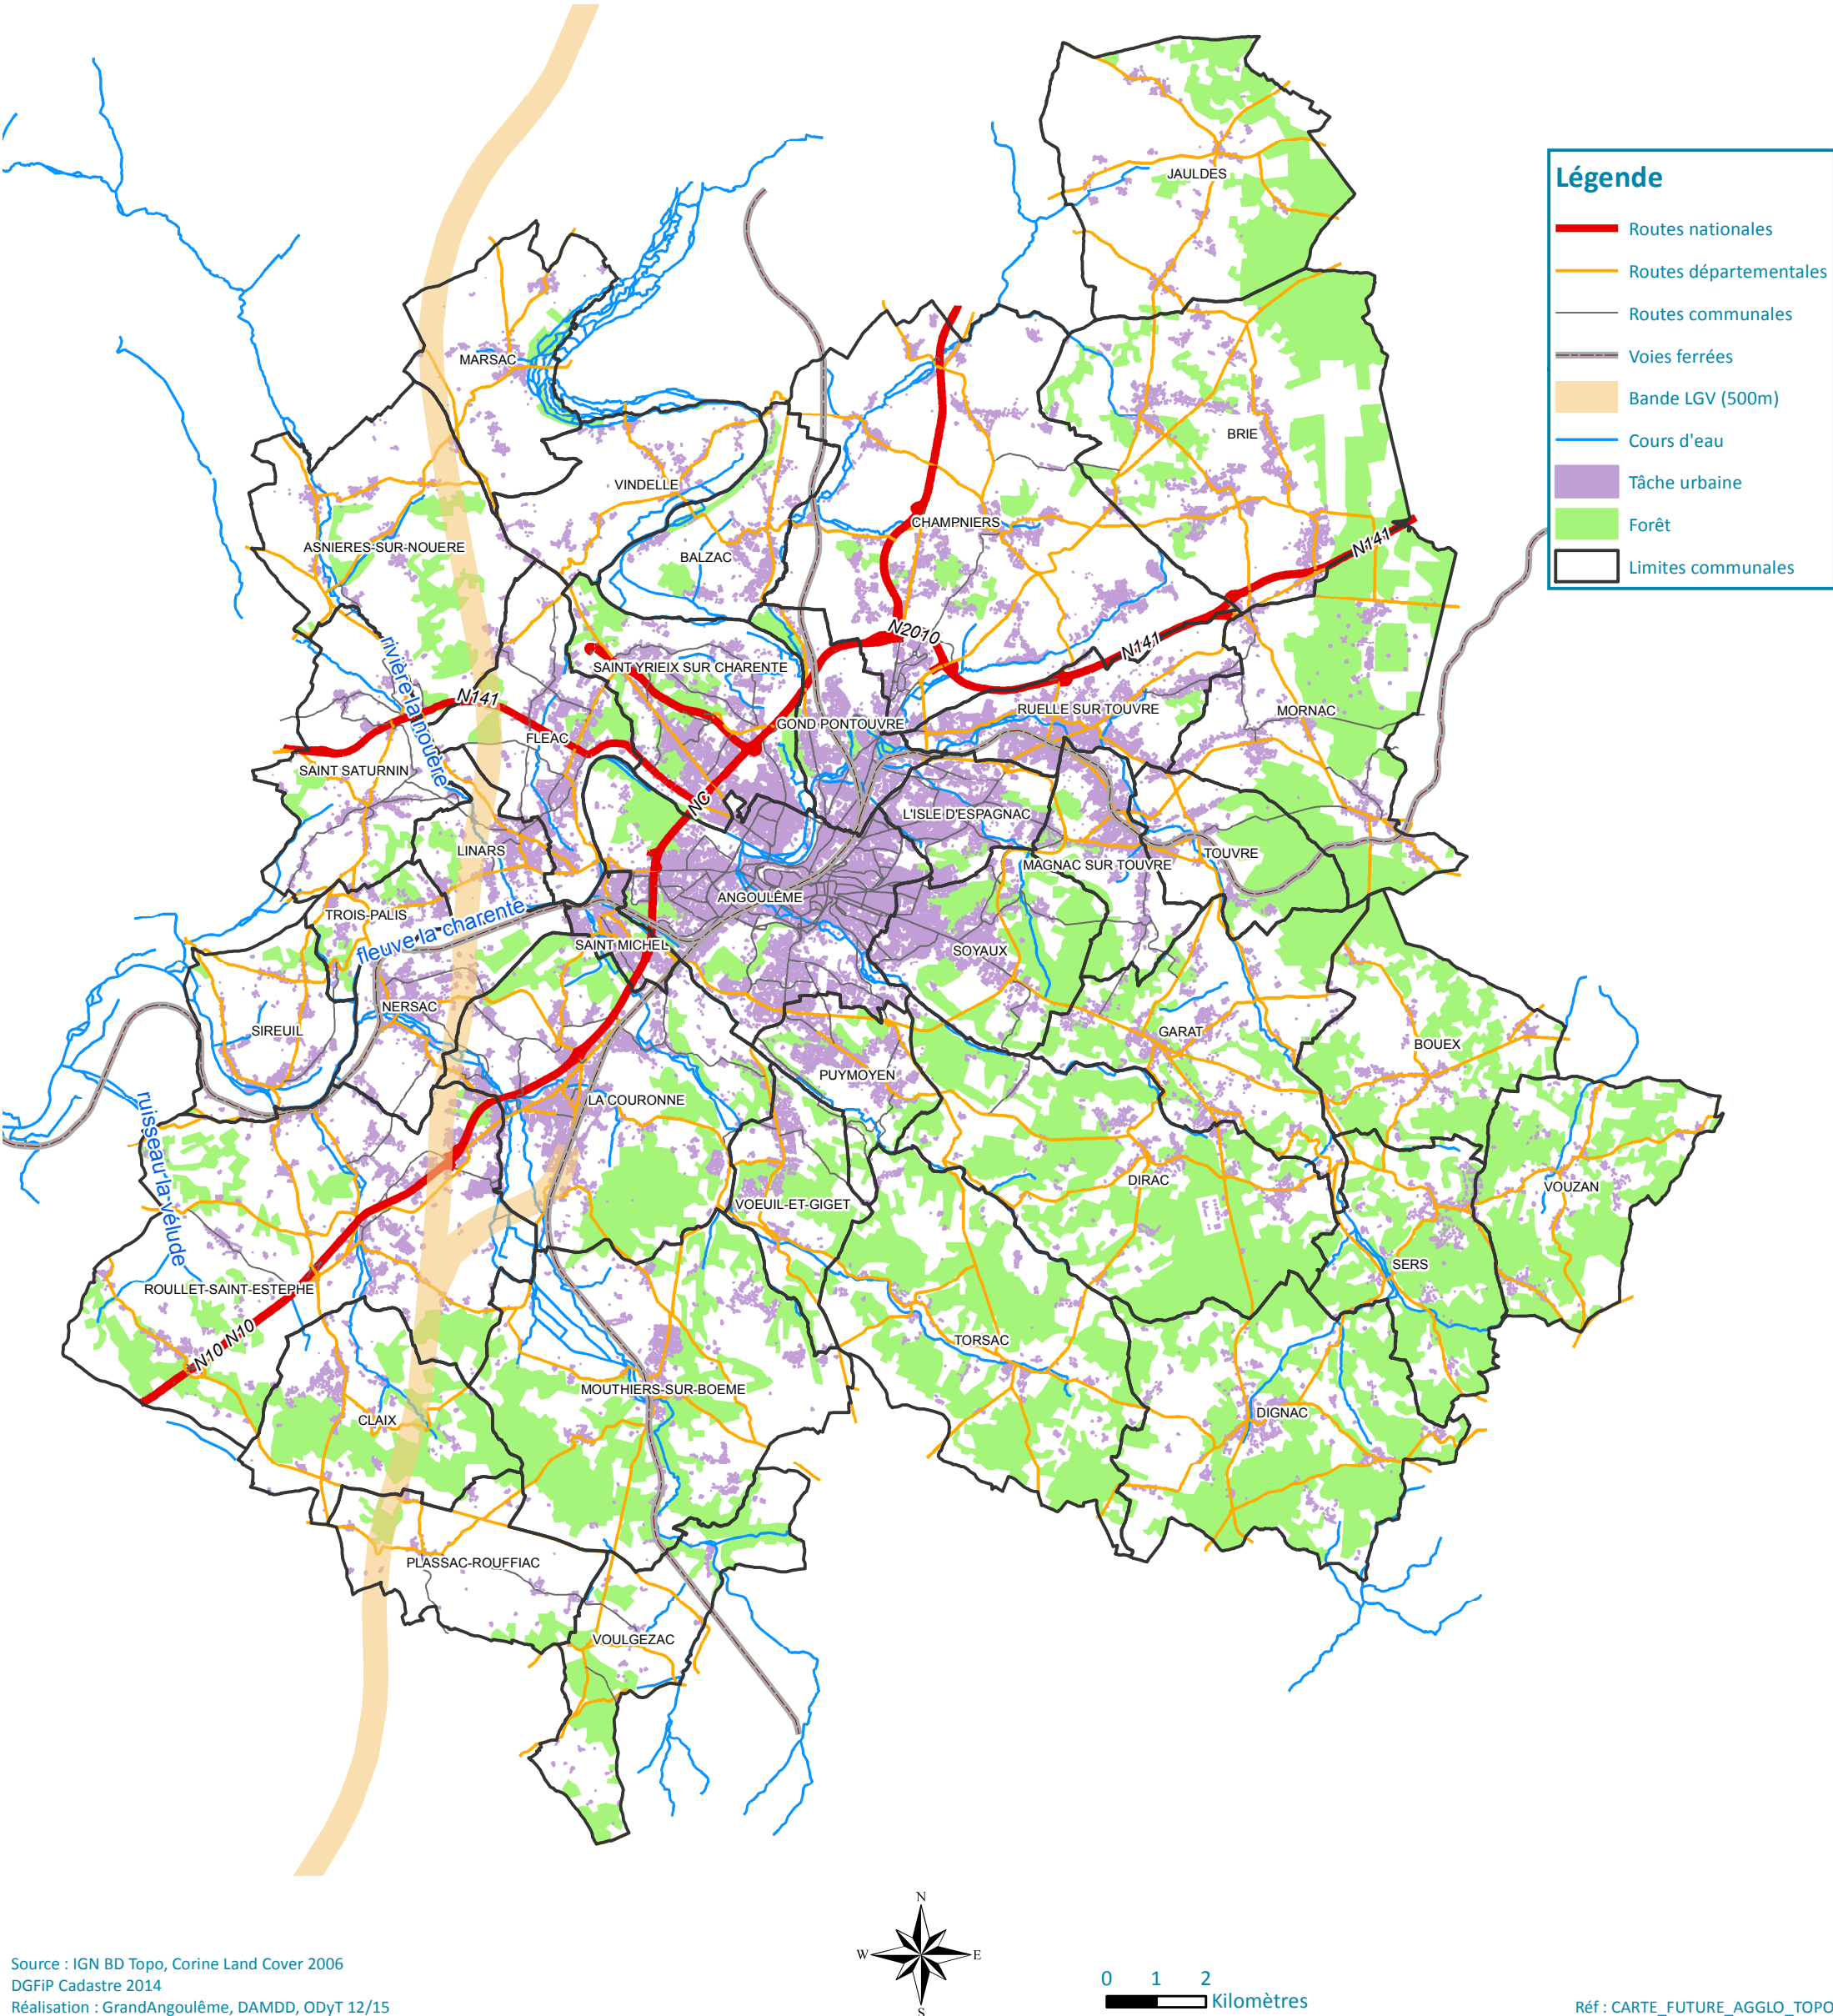 Légende
Routes nationales
Routes départementales
Routes communales
Voies ferrées
Bande LGV (500m)
Cours d'eau
Tâche urbaine
Forêt
Limites communales
JAULDES
MARSAC
BRIE
VINDELLE
CHAMPNIERS
ASNIERES-SUR-NOUERE
BALZAC
N141
N2010
N141
rivière la nouère
SAINT YRIEIX SUR CHARENTE
N141
RUELLE SUR TOUVRE
MORNAC
GOND PONTOUVRE
FLEAC
SAINT SATURNIN
NC
L'ISLE D'ESPAGNAC
LINARS
TOUVRE
MAGNAC SUR TOUVRE
ANGOULÊME
TROIS-PALIS
fleuve la charente
SAINT MICHEL
SOYAUX
NERSAC
SIREUIL
GARAT
BOUEX
PUYMOYEN
LA COURONNE
ruisseau la vélude
DIRAC
VOUZAN
VOEUIL-ET-GIGET
SERS
ROULLET-SAINT-ESTEPHE
N10
N10
TORSAC
MOUTHIERS-SUR-BOEME
DIGNAC
CLAIX
PLASSAC-ROUFFIAC
VOULGEZAC
N
W
E
S
0 1 2
Kilomètres
Source : IGN BD Topo, Corine Land Cover 2006
DGFiP Cadastre 2014
Réalisation : GrandAngoulême, DAMDD, ODyT 12/15
Réf : CARTE_FUTURE_AGGLO_TOPO